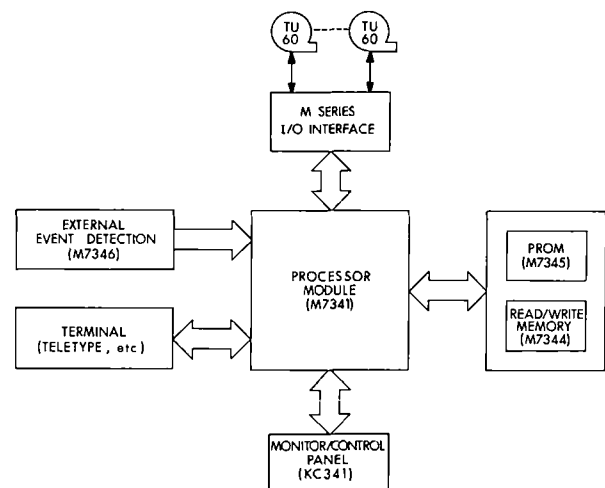 TU
60
TU
60
M SERIES
I/O INTERFACE
EXTERNAL
EVENT DETECTION
(M7346)
PROCESSOR
MODULE
(M7341)
PROM
(M7345)
READ/WRITE
MEMORY
(M7344)
TERMINAL
(TELETYPE, etc)
MONITOR/CONTROL
PANEL
(KC341)